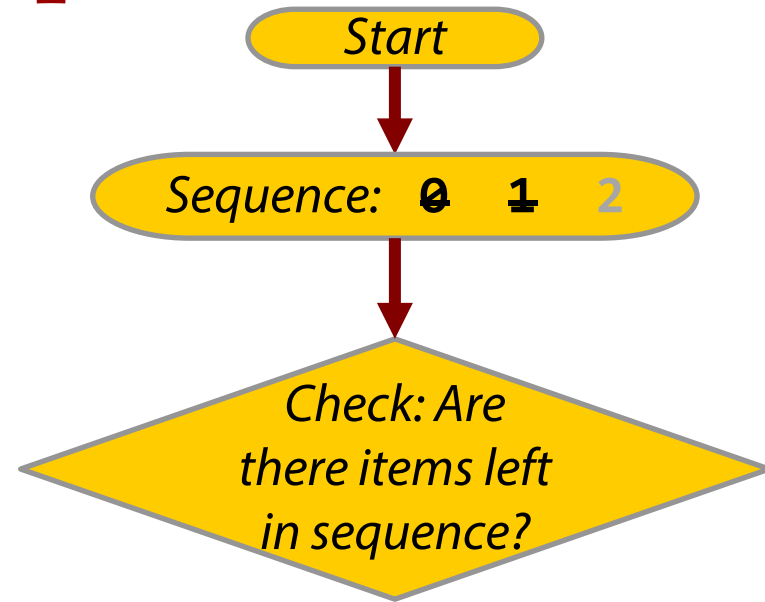 Start
Sequence: 0 1 2
Check: Are
there items left
in sequence?